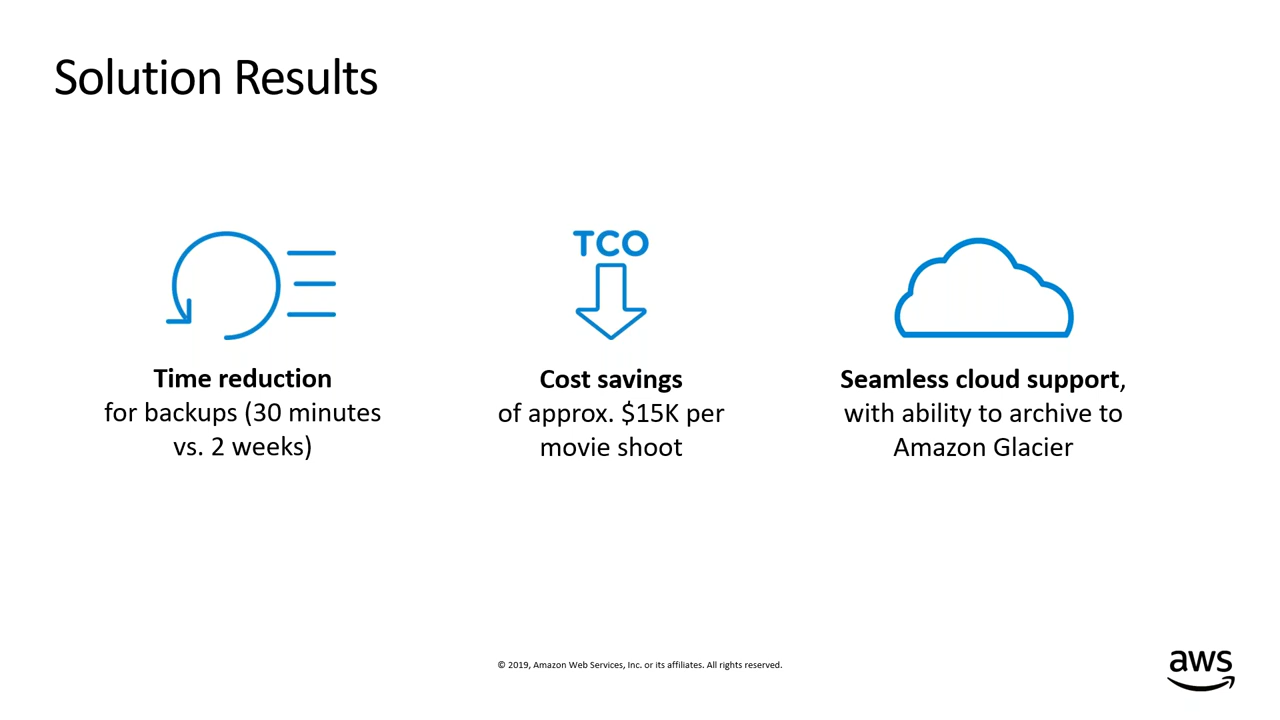 Solution Results
TCO
Time reduction
for backups (30 minutes
vs. 2 weeks)
Cost savings
of approx. $15K per
movie shoot
Seamless cloud support,
with ability to archive to
Amazon Glacier
© 2019, Amazon Web Services, Inc. or its affiliates. All rights reserved.
aws